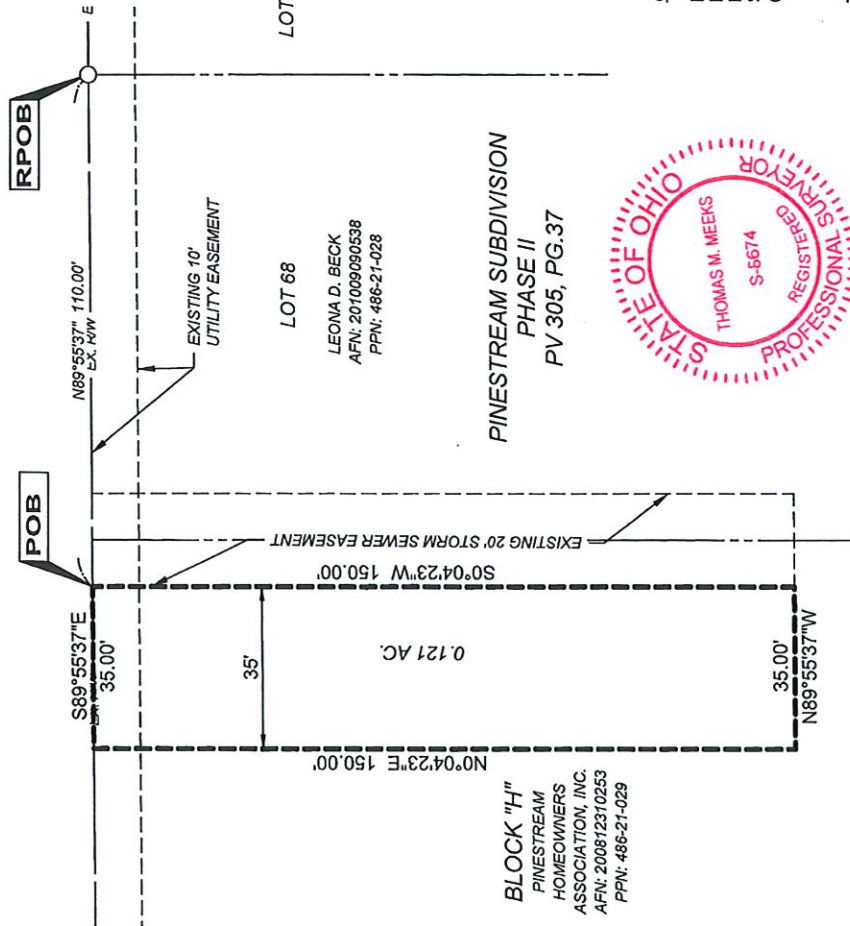 RPOB
N89°55'37" 110.00'
EX. R/W
E
LOT
POB
EXISTING 10'
UTILITY EASEMENT
LOT 68
LEONA D. BECK
AFN: 201009090538
PPN: 486-21-028
PINESTREAM SUBDIVISION
PHASE II
PV 305, PG.37
STATE OF OHIO
THOMAS M. MEEKS
S-6674
REGISTERED
PROFESSIONAL SURVEYOR
EXISTING 20' STORM SEWER EASEMENT
S0°04'23"W 150.00'
S89°55'37"E
35.00'
35'
0.121 AC.
35.00'
N89°55'37"W
N0°04'23"E 150.00'
BLOCK "H"
PINESTREAM
HOMEOWNERS
ASSOCIATION, INC.
AFN: 200812310253
PPN: 486-21-029